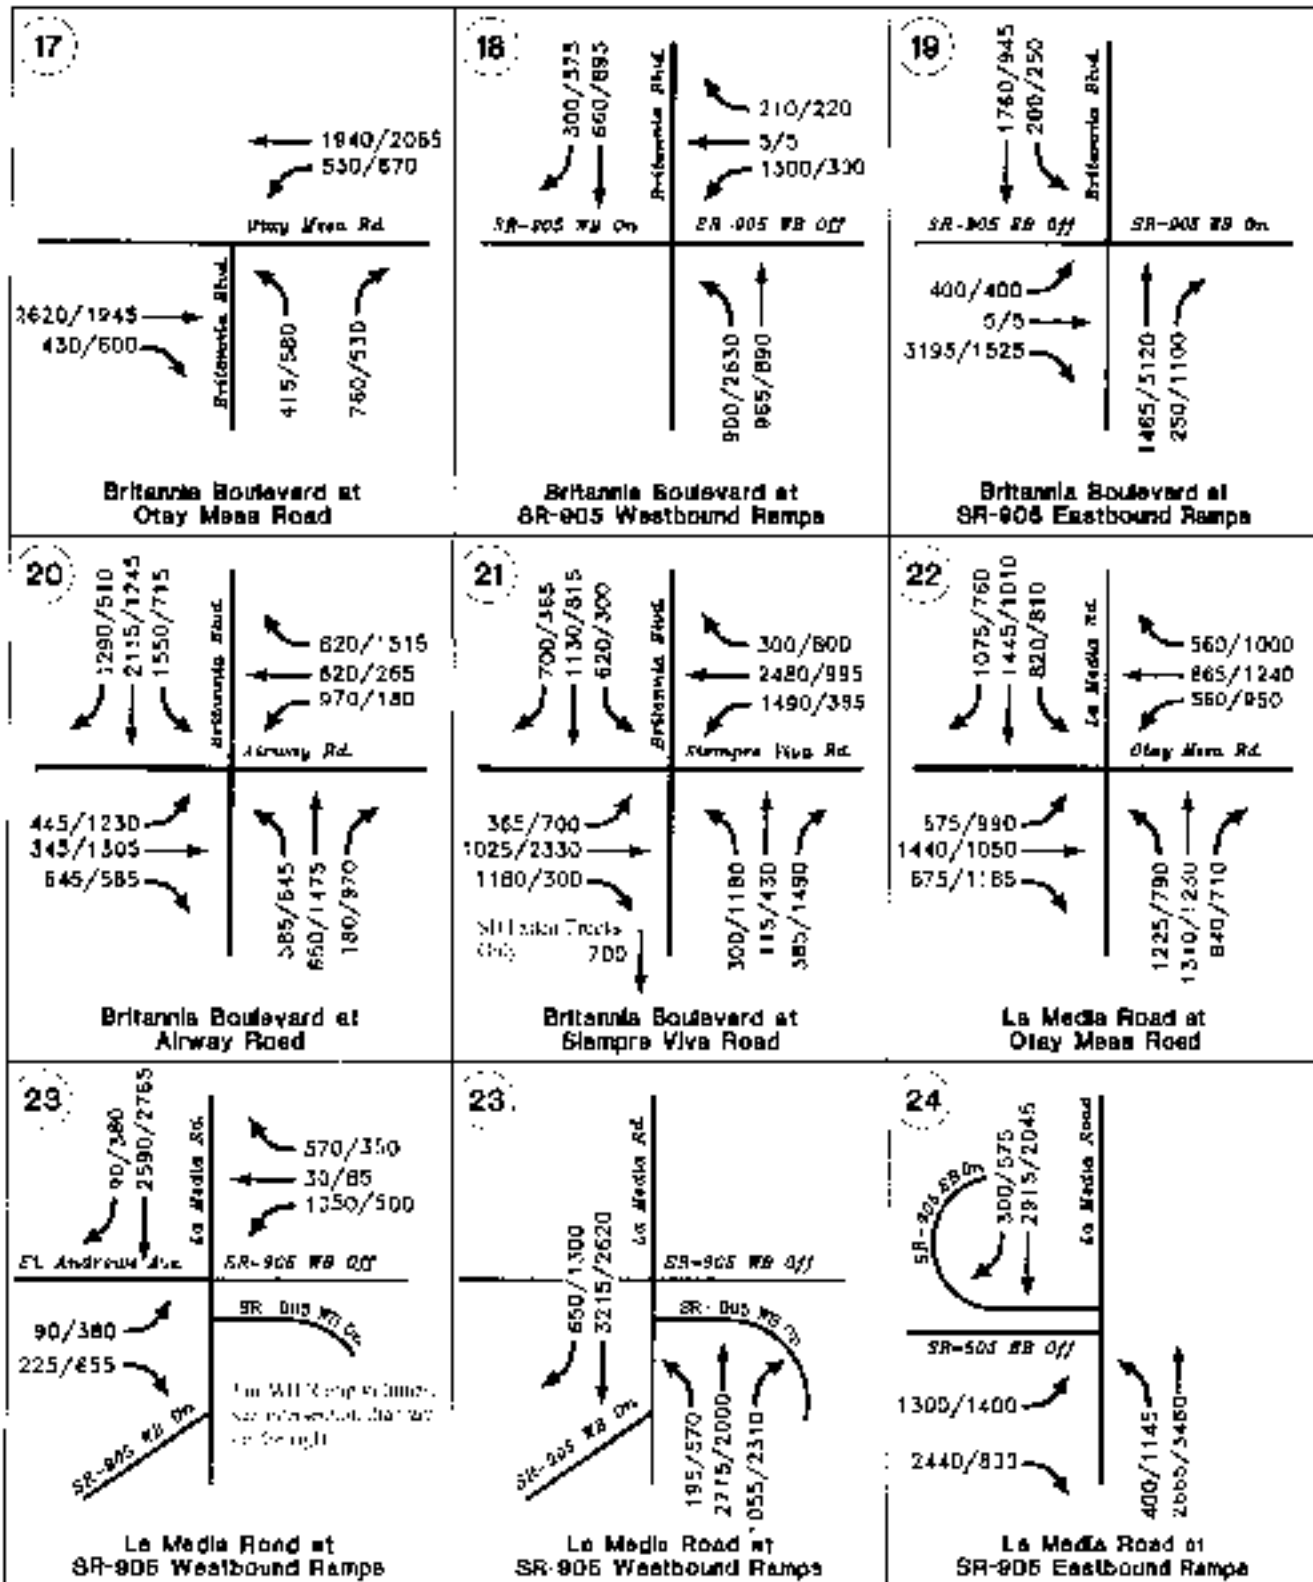 17
1940/2065
530/670
Otay Mesa Rd.
Britannia Blvd.
2620/1945
430/600
415/580
760/530
Britannia Boulevard at
Otay Mesa Road
18
300/375
660/695
Britannia Blvd.
210/220
5/5
1300/300
SR-905 WB On
SR-905 WB Off
900/2630
965/890
Britannia Boulevard at
SR-905 Westbound Ramps
19
1760/945
200/250
Britannia Blvd.
SR-905 EB Off
SR-905 EB On
400/400
5/5
3195/1525
1465/3120
250/1100
Britannia Boulevard at
SR-905 Eastbound Ramps
20
1290/510
2115/1245
1550/715
Britannia Blvd.
620/1515
620/265
970/180
Airway Rd.
445/1230
345/1305
645/585
585/645
660/1475
180/970
Britannia Boulevard at
Airway Road
21
700/365
1130/815
620/300
Britannia Blvd.
300/600
2480/995
1490/385
Siempre Viva Rd.
365/700
1025/2330
1180/300
Trucks
Only
700
300/1180
115/430
385/1490
Britannia Boulevard at
Siempre Viva Road
22
1075/760
1445/1010
820/810
La Media Rd.
560/1000
865/1240
560/950
Otay Mesa Rd.
675/990
1440/1050
675/1185
1225/790
1310/1230
840/710
La Media Road at
Otay Mesa Road
23
90/380
2590/2765
La Media Rd.
570/350
30/65
1350/500
St. Andrews Ave.
SR-905 WB Off
SR-905 WB On
90/380
225/655
SR-905 WB On
La Media Road at
SR-905 Westbound Ramps
23
La Media Rd.
650/1300
3215/2620
SR-905 WB Off
SR-905 WB On
SR-905 WB On
195/570
2715/2000
1055/2310
La Media Road at
SR-905 Westbound Ramps
24
SR-905 EB On
300/575
2915/2045
La Media Road
SR-905 EB Off
1300/1400
2440/800
400/1145
2665/3480
La Media Road at
SR-905 Eastbound Ramps